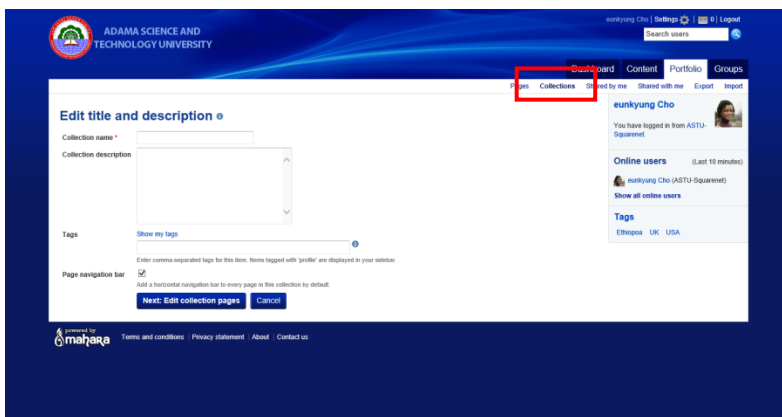 ADAMA SCIENCE AND
TECHNOLOGY UNIVERSITY
eunkyung Cho | Settings | 0 | Logout
Search users
Dashboard Content Portfolio Groups
Pages Collections Shared by me Shared with me Export Import
Edit title and description
Collection name *
Collection description
Tags Show my tags
Enter comma-separated tags for this item. Items tagged with 'profile' are displayed in your sidebar.
Page navigation bar
Add a horizontal navigation bar to every page in this collection by default.
Next: Edit collection pages Cancel
eunkyung Cho
You have logged in from ASTU-
Squarenet
Online users (Last 10 minutes)
eunkyung Cho (ASTU-Squarenet)
Show all online users
Tags
Ethiopoa UK USA
powered by
mahara
Terms and conditions | Privacy statement | About | Contact us